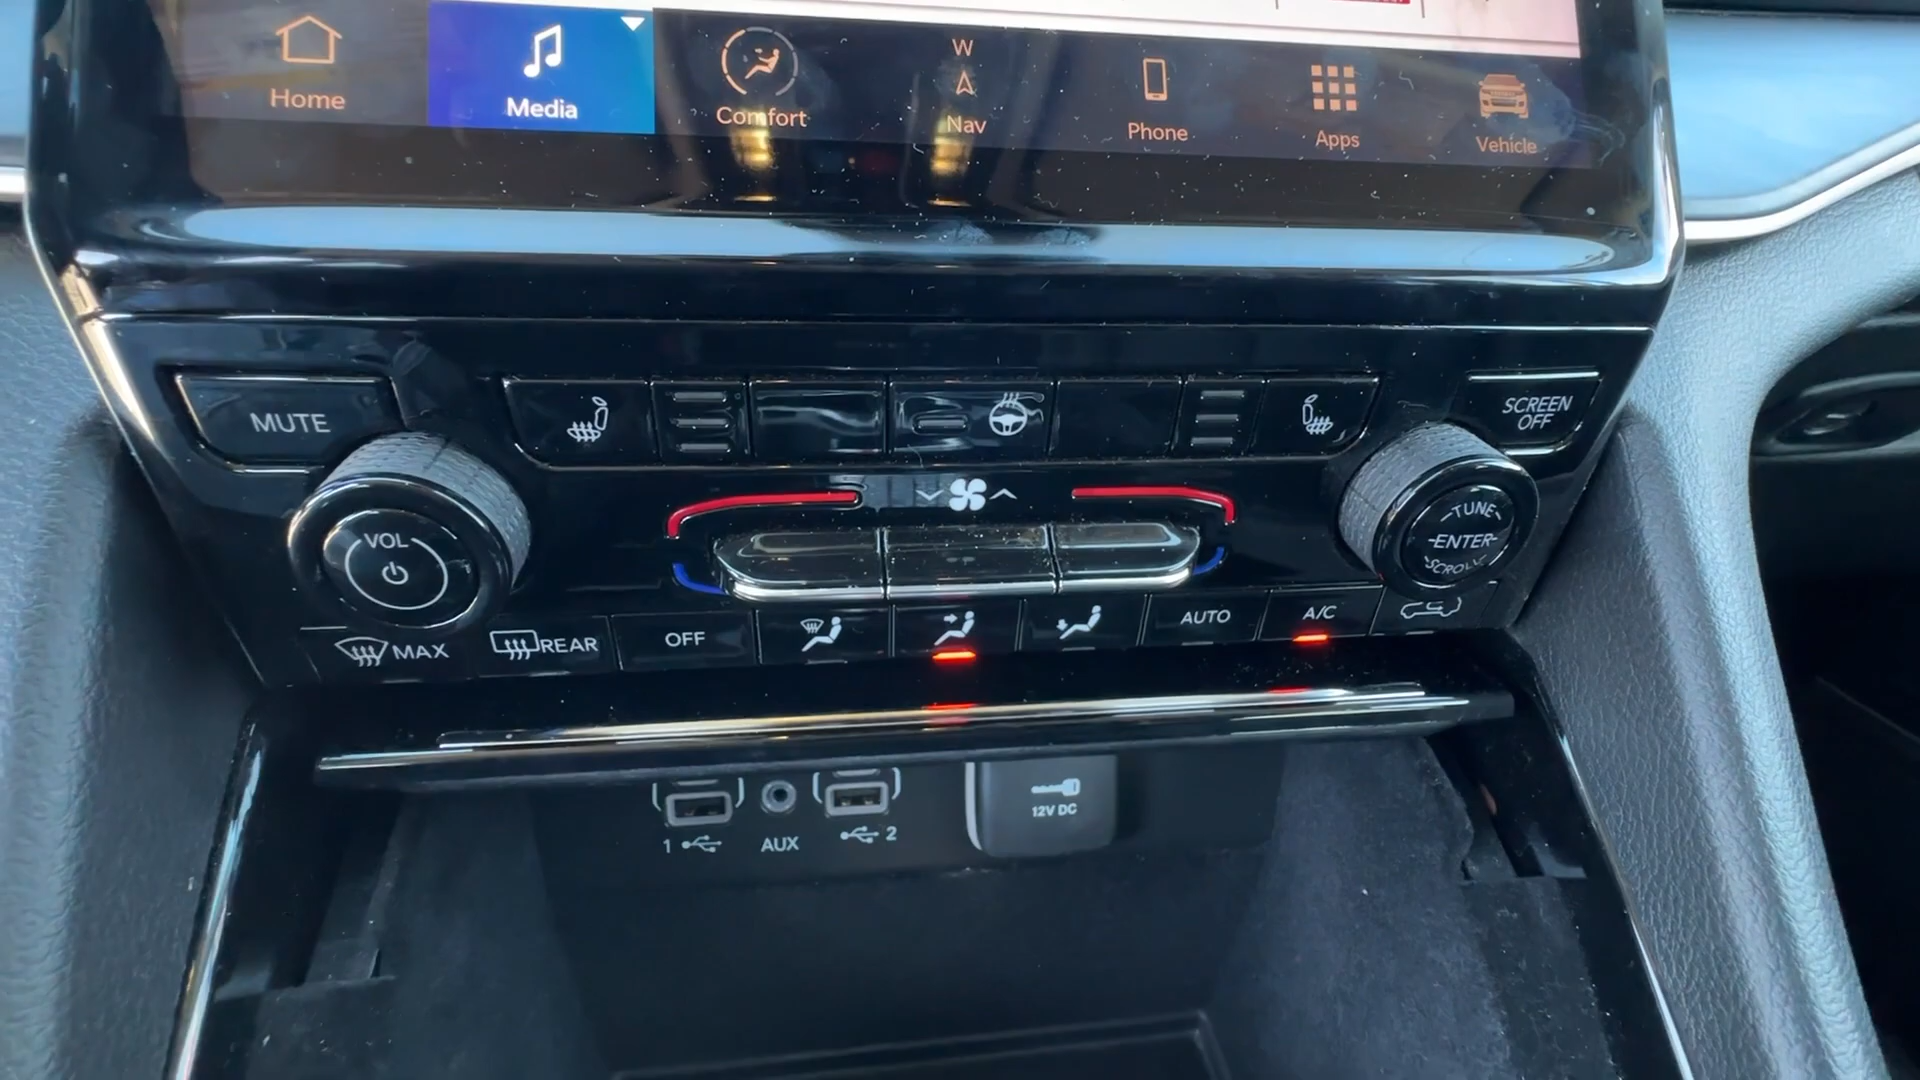 Home
Media
Comfort
W
Nav
Phone
Apps
Vehicle
MUTE
SCREEN
OFF
VOL
TUNE
ENTER
SCROLL
MAX
REAR
OFF
AUTO
A/C
1
AUX
2
12V DC